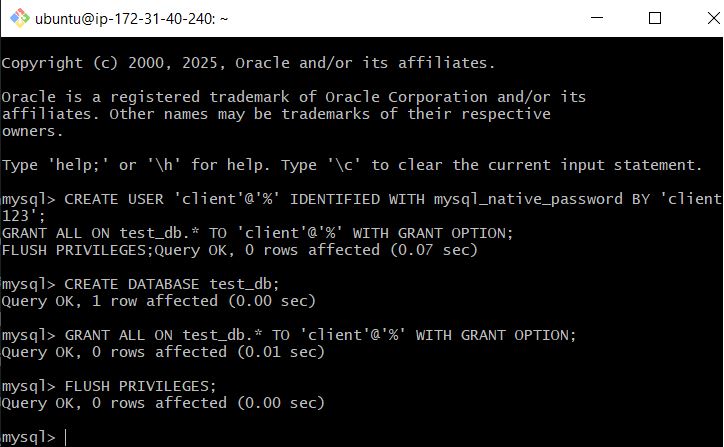 ubuntu@ip-172-31-40-240: ~
Copyright (c) 2000, 2025, Oracle and/or its affiliates.
Oracle is a registered trademark of Oracle Corporation and/or its
affiliates. Other names may be trademarks of their respective
owners.
Type 'help;' or '\h' for help. Type '\c' to clear the current input statement.
mysql> CREATE USER 'client'@'%' IDENTIFIED WITH mysql_native_password BY 'client
123';
GRANT ALL ON test_db.* TO 'client'@'%' WITH GRANT OPTION;
FLUSH PRIVILEGES;Query OK, 0 rows affected (0.07 sec)
mysql> CREATE DATABASE test_db;
Query OK, 1 row affected (0.00 sec)
mysql> GRANT ALL ON test_db.* TO 'client'@'%' WITH GRANT OPTION;
Query OK, 0 rows affected (0.01 sec)
mysql> FLUSH PRIVILEGES;
Query OK, 0 rows affected (0.00 sec)
mysql>